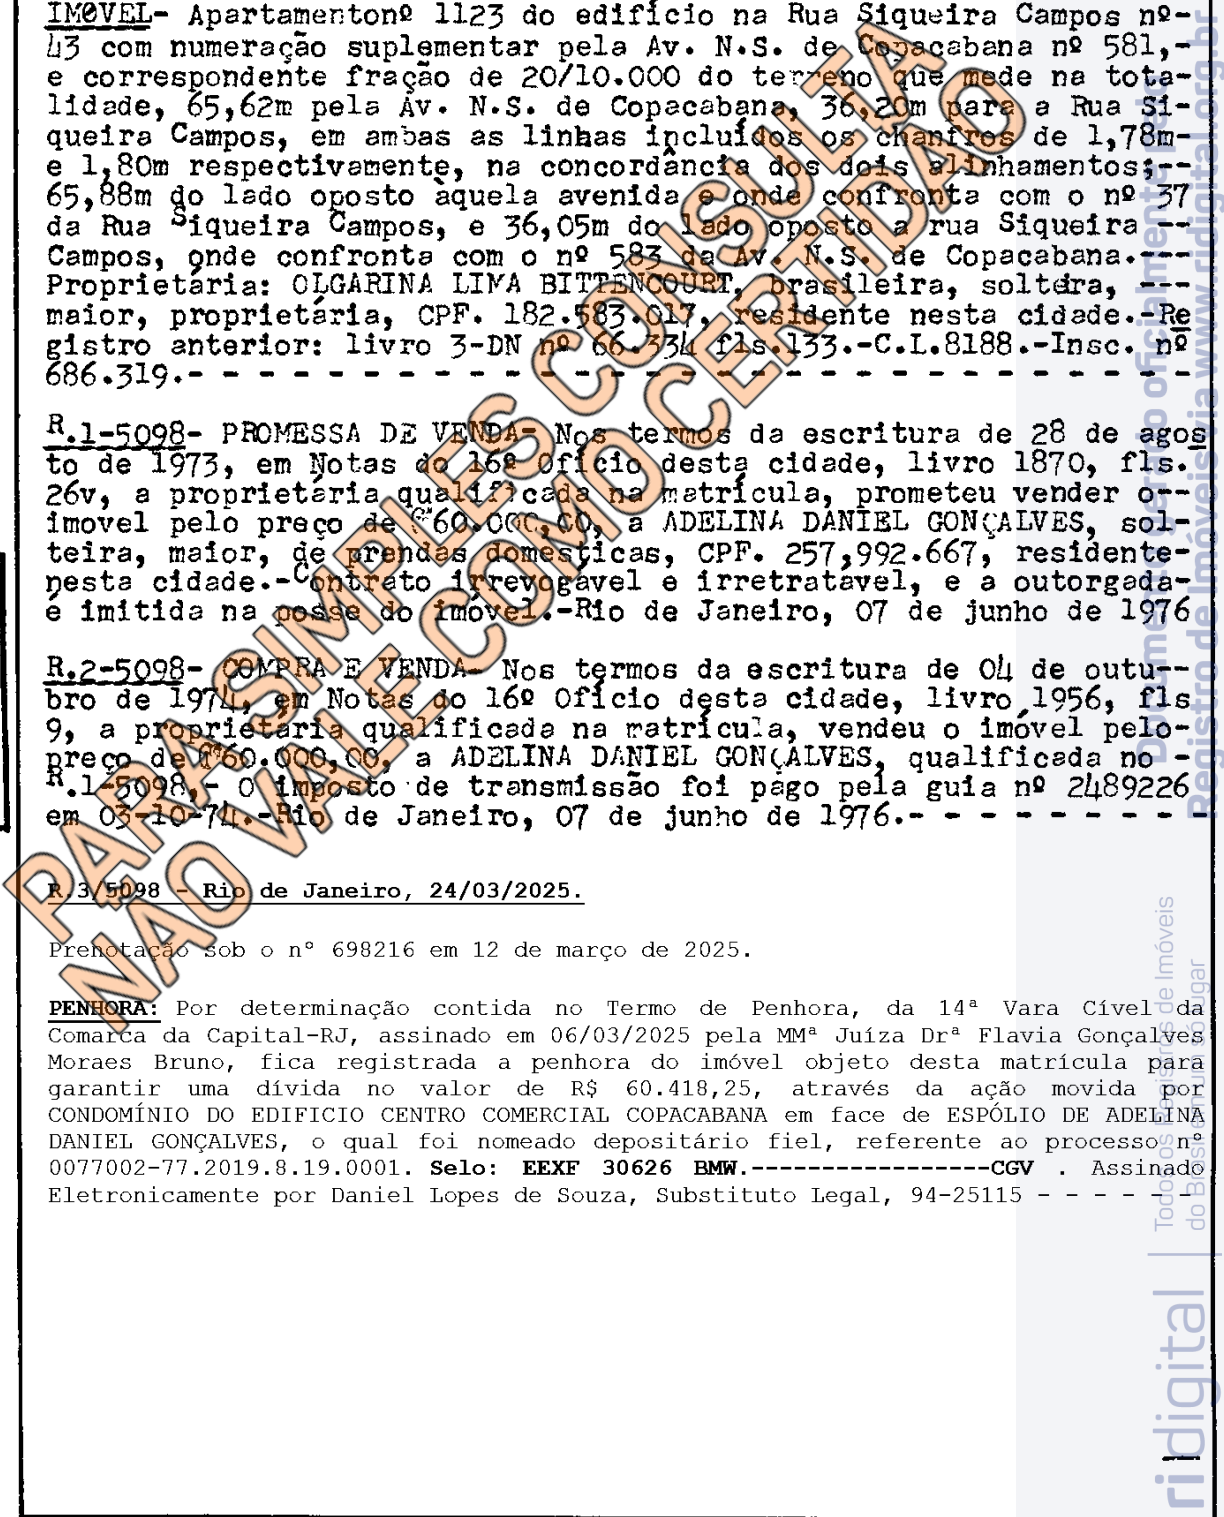 IMØVEL- Apartamentonº 1123 do edifício na Rua Siqueira Campos nº-
43 com numeração suplementar pela Av. N.S. de Copacabana nº 581,-
e correspondente fração de 20/10.000 do terreno que mede na tota-
lidade, 65,62m pela Av. N.S. de Copacabana, 36,20m para a Rua Si-
queira Campos, em ambas as linhas incluídos os chanfros de 1,78m-
e 1,80m respectivamente, na concordância dos dois alinhamentos;--
65,88m do lado oposto àquela avenida e onde confronta com o nº 37
da Rua Siqueira Campos, e 36,05m do lado oposto a rua Siqueira --
Campos, onde confronta com o nº 583 da Av. N.S. de Copacabana.---
Proprietária: OLGARINA LIMA BITTENCOURT, brasileira, solteira, ---
maior, proprietária, CPF. 182.583.017, residente nesta cidade.-Re
gistro anterior: livro 3-DN nº 66.334 fls.133.-C.L.8188.-Insc. nº
686.319.- - - - - - - - - - - - - - - - - - - - - - - - - - - - -
R.1-5098- PROMESSA DE VENDA- Nos termos da escritura de 28 de agos
to de 1973, em Notas do 16º Ofício desta cidade, livro 1870, fls.
26v, a proprietária qualificada na matrícula, prometeu vender o--
imovel pelo preço de 60.000,00, a ADELINA DANIEL GONÇALVES, sol-
teira, maior, de prendas domésticas, CPF. 257,992.667, residente-
nesta cidade.-Contrato irrevogável e irretratavel, e a outorgada-
é imitida na posse do imóvel.-Rio de Janeiro, 07 de junho de 1976
R.2-5098- COMPRA E VENDA- Nos termos da escritura de 04 de outu--
bro de 1974, em Notas do 16º Ofício desta cidade, livro 1956, fls
9, a proprietária qualificada na matricula, vendeu o imóvel pelo-
preço de 60.000,00, a ADELINA DANIEL GONÇALVES, qualificada no -
R.1-5098,- O imposto de transmissão foi pago pela guia nº 2489226
em 03-10-74.-Rio de Janeiro, 07 de junho de 1976.- - - - - - - - -
R.3/5098 - Rio de Janeiro, 24/03/2025.
Prenotação sob o n° 698216 em 12 de março de 2025.
PENHORA: Por determinação contida no Termo de Penhora, da 14ª Vara Cível da
Comarca da Capital-RJ, assinado em 06/03/2025 pela MMª Juíza Drª Flavia Gonçalves
Moraes Bruno, fica registrada a penhora do imóvel objeto desta matrícula para
garantir uma dívida no valor de R$ 60.418,25, através da ação movida por
CONDOMÍNIO DO EDIFICIO CENTRO COMERCIAL COPACABANA em face de ESPÓLIO DE ADELINA
DANIEL GONÇALVES, o qual foi nomeado depositário fiel, referente ao processo n°
0077002-77.2019.8.19.0001. Selo: EEXF 30626 BMW.-----------------CGV . Assinado
Eletronicamente por Daniel Lopes de Souza, Substituto Legal, 94-25115 - - - - - -
PARA SIMPLES CONSULTA
NÃO VALE COMO CERTIDÃO
Documento gerado oficialmente pelo
Registro de Imóveis via www.ridigital.org.br
Todos os Registros de Imóveis
do Brasil em um só lugar
ri digital